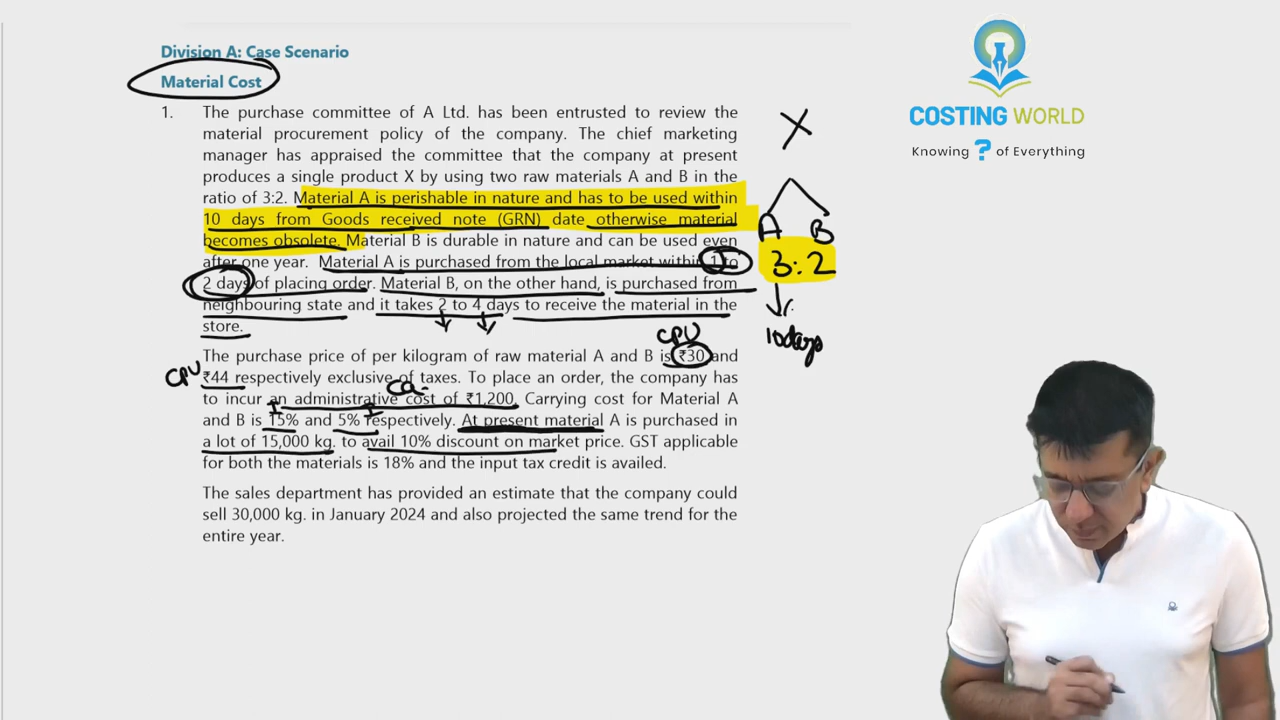 Division A: Case Scenario
Material Cost
1. The purchase committee of A Ltd. has been entrusted to review the
material procurement policy of the company. The chief marketing
manager has appraised the committee that the company at present
produces a single product X by using two raw materials A and B in the
ratio of 3:2. Material A is perishable in nature and has to be used within
10 days from Goods received note (GRN) date otherwise material
becomes obsolete. Material B is durable in nature and can be used even
after one year. Material A is purchased from the local market within 1 to
2 days of placing order. Material B, on the other hand, is purchased from
neighbouring state and it takes 2 to 4 days to receive the material in the
store.
CPU
The purchase price of per kilogram of raw material A and B is ₹30 and
CPU
₹44 respectively exclusive of taxes. To place an order, the company has
Ca
to incur an administrative cost of ₹1,200. Carrying cost for Material A
and B is 15% and 5% respectively. At present material A is purchased in
a lot of 15,000 kg. to avail 10% discount on market price. GST applicable
for both the materials is 18% and the input tax credit is availed.
The sales department has provided an estimate that the company could
sell 30,000 kg. in January 2024 and also projected the same trend for the
entire year.
X
A B
3:2
10 days
COSTING WORLD
Knowing ? of Everything